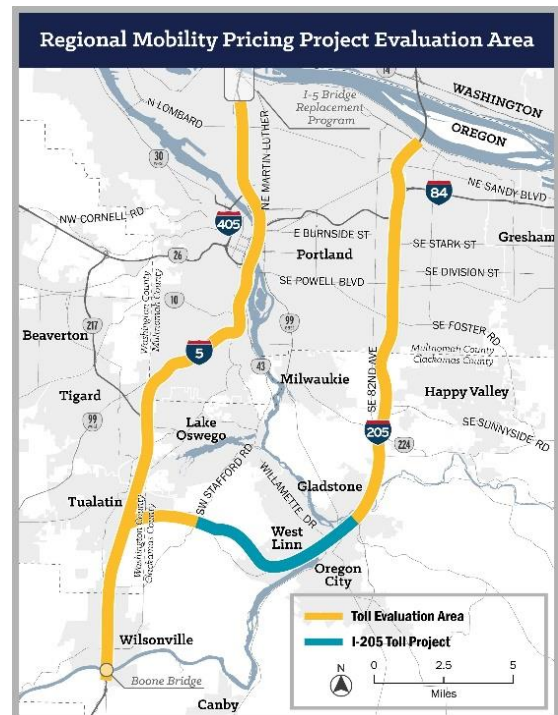 Regional Mobility Pricing Project Evaluation Area
14
WASHINGTON
I-5 Bridge
Replacement
Program
N LOMBARD
NE MARTIN LUTHER
OREGON
30
NE SANDY BLVD
84
NW CORNELL RD
405
E BURNSIDE ST
Gresham
SE STARK ST
Portland
26
SE DIVISION ST
SE POWELL BLVD
10
Washington County
Multnomah County
99
Beaverton
217
SE FOSTER RD
5
Multnomah County
Clackamas County
43
Milwaukie
SE 82ND AVE
Happy Valley
Tigard
99
Lake
Oswego
SE SUNNYSIDE RD
205
224
SW STAFFORD RD
WILLAMETTE DR
Gladstone
Tualatin
Washington County
Clackamas County
West
Linn
Oregon
City
Toll Evaluation Area
I-205 Toll Project
Wilsonville
N
0 2.5 5
Miles
Boone Bridge
Canby